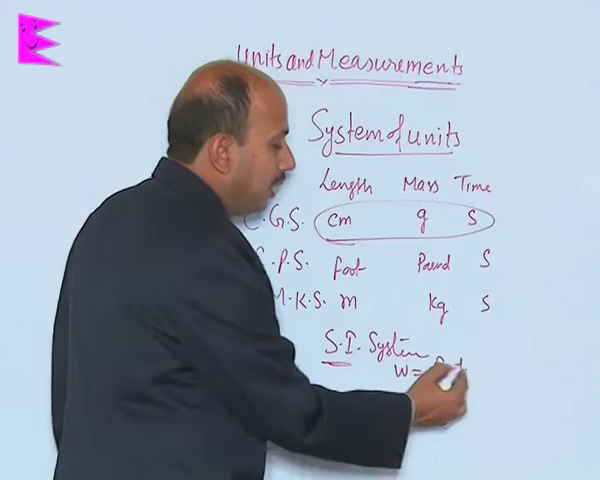 Units and Measurements
System of units
Length Mass Time
C.G.S. cm g S
.P.S. foot Pound S
M.K.S. m Kg S
S.I. System
W =